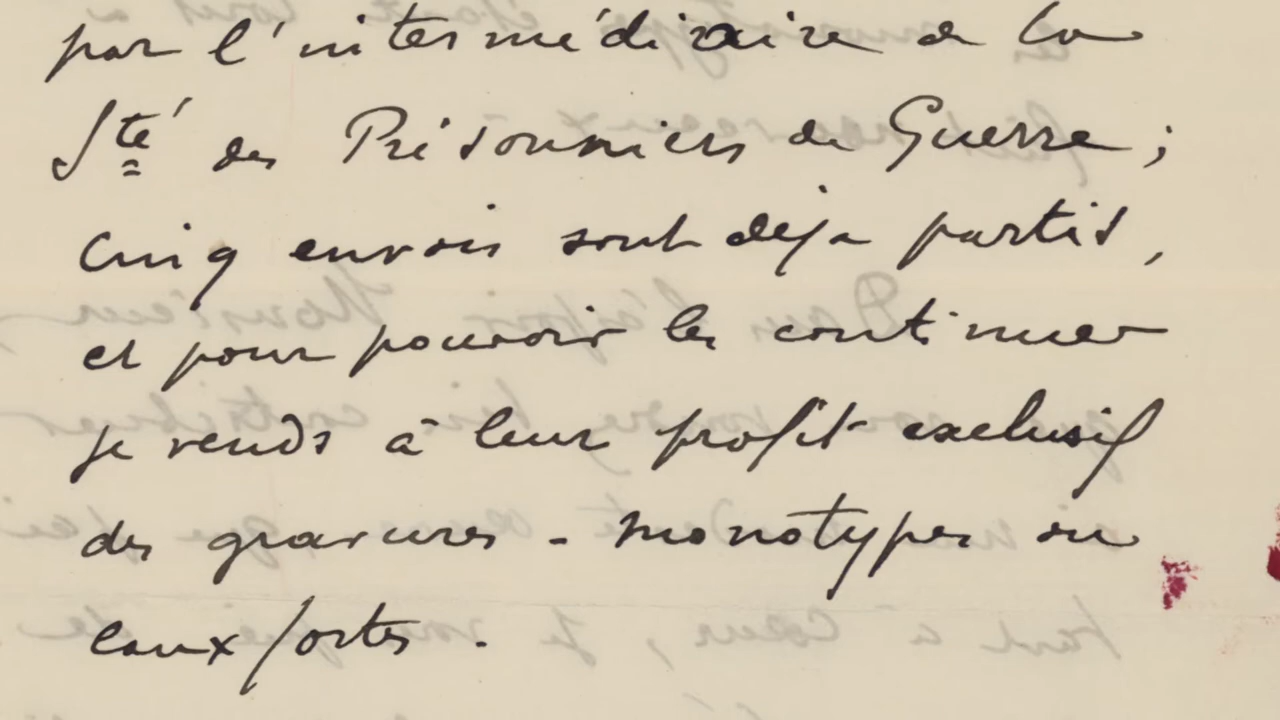 par l'intermédiaire de la
Sté des Prisonniers de Guerre ;
cinq envois sont déja partis,
et pour pouvoir les continuer
je vends à leur profit exclusif
des gravures - monotypes ou
eaux fortes .